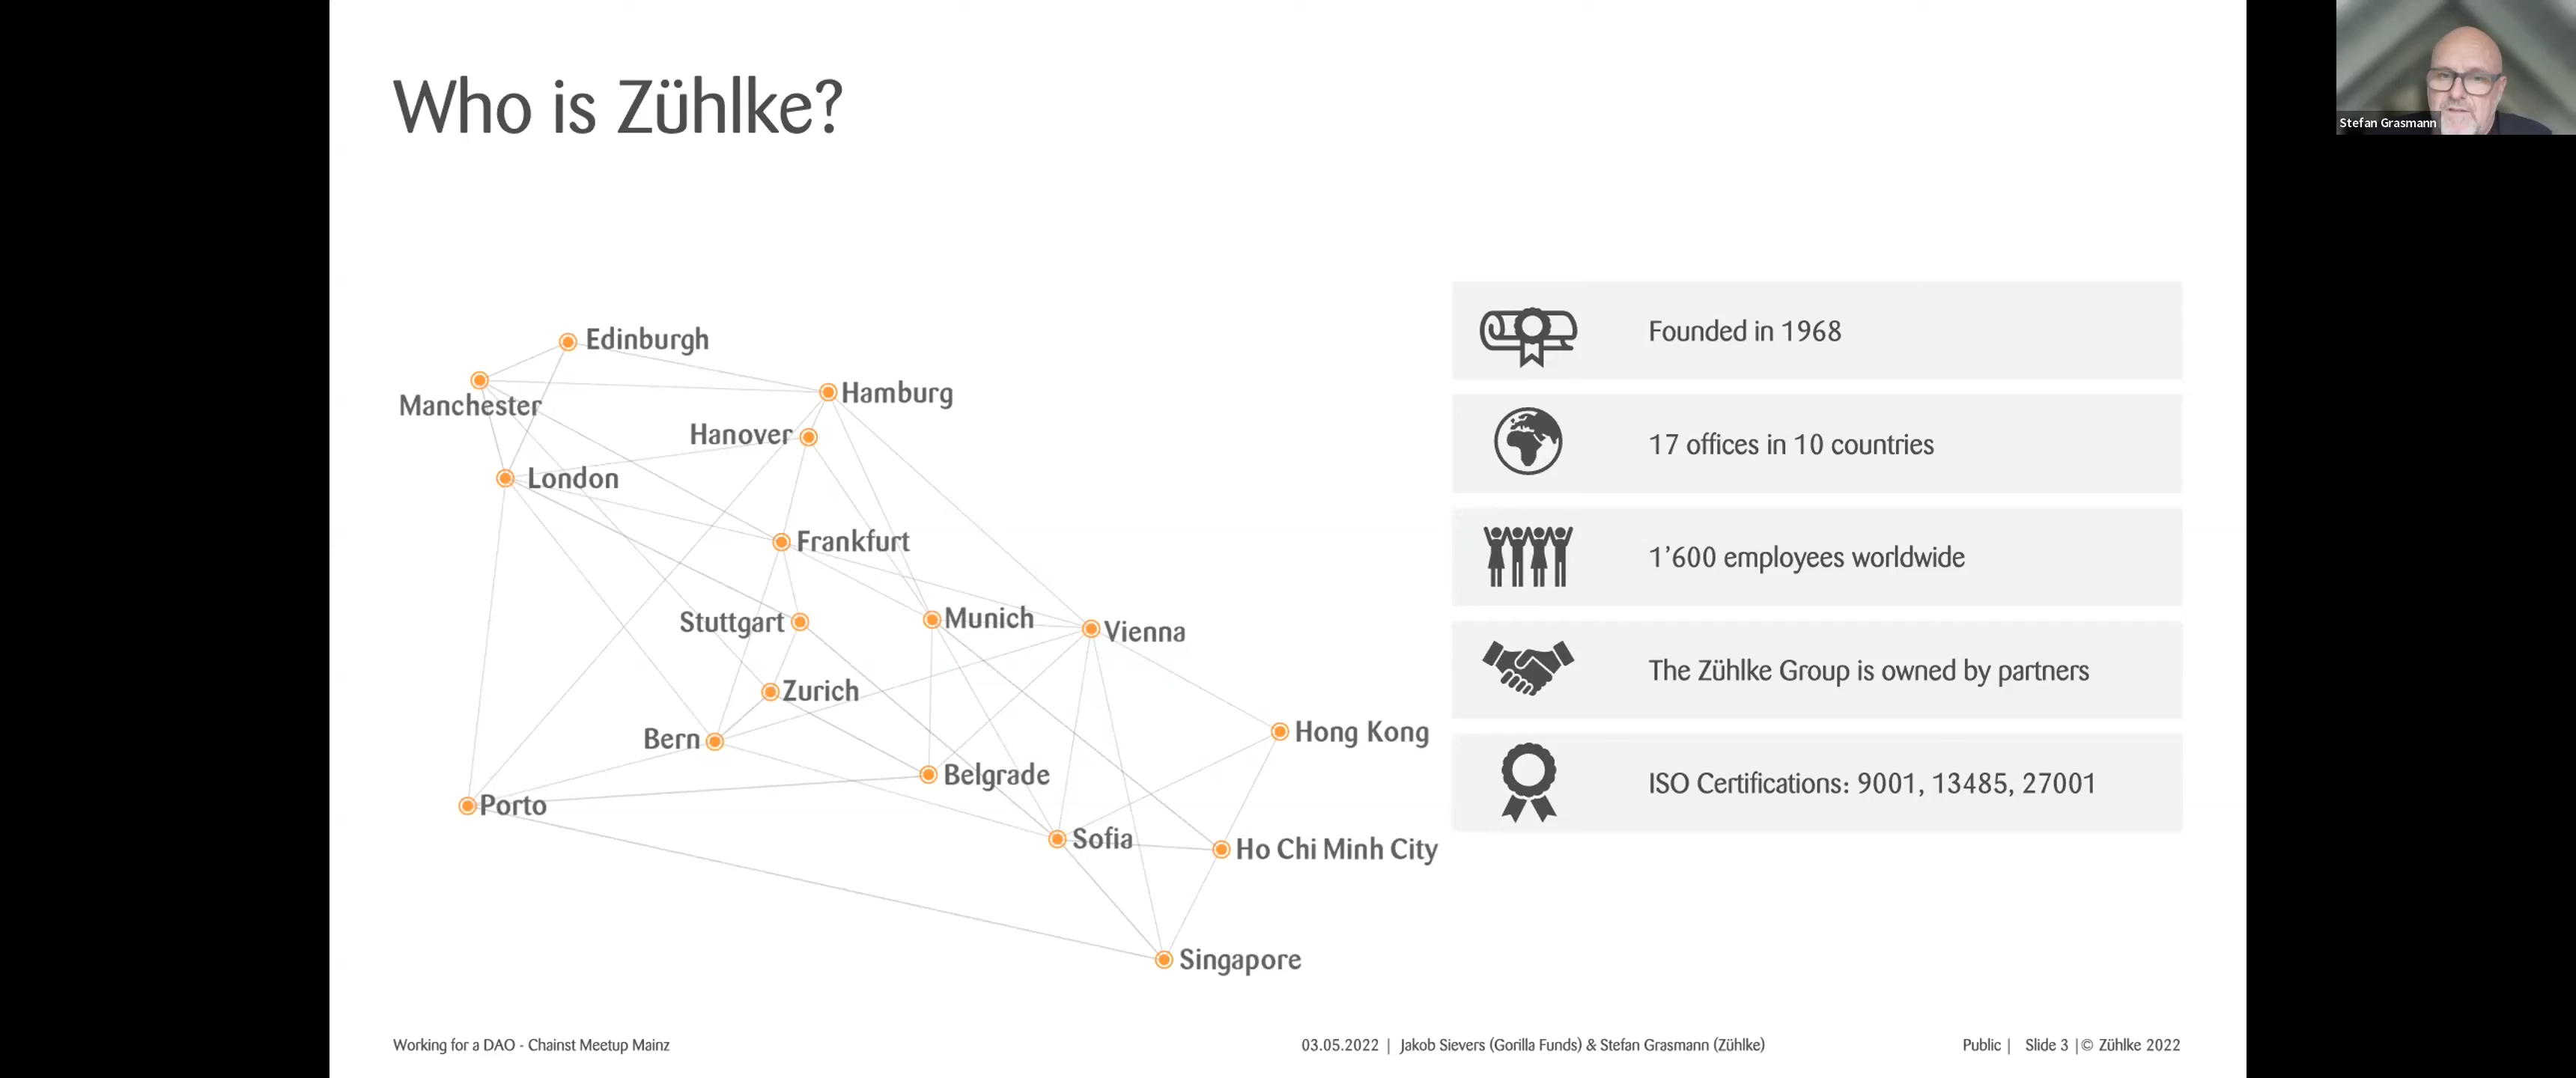 Who is Zühlke?
Stefan Grasmann
Edinburgh
Manchester
Hamburg
Hanover
London
Frankfurt
Stuttgart
Munich
Vienna
Zurich
Bern
Hong Kong
Belgrade
Porto
Sofia
Ho Chi Minh City
Singapore
Founded in 1968
17 offices in 10 countries
1’600 employees worldwide
The Zühlke Group is owned by partners
ISO Certifications: 9001, 13485, 27001
Working for a DAO - Chainst Meetup Mainz
03.05.2022 | Jakob Sievers (Gorilla Funds) & Stefan Grasmann (Zühlke)
Public | Slide 3 | © Zühlke 2022